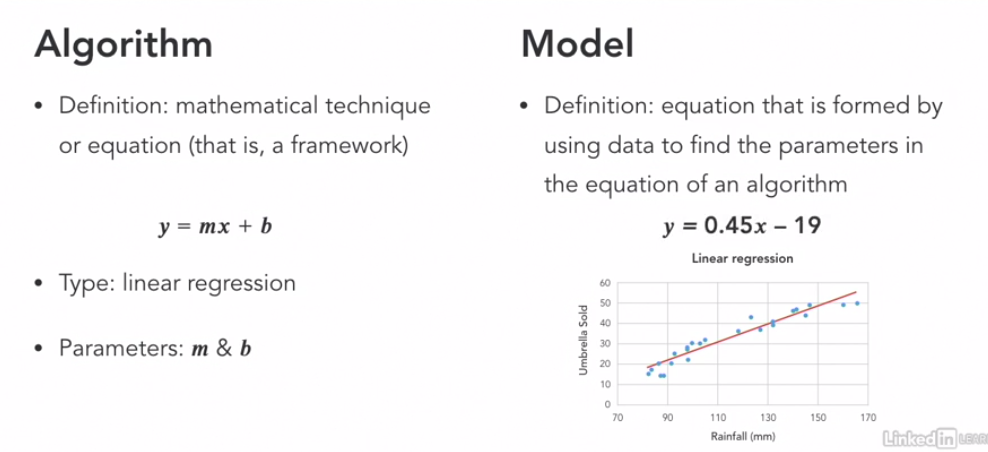 Algorithm
• Definition: mathematical technique
or equation (that is, a framework)
y = mx + b
• Type: linear regression
• Parameters: m & b
Model
• Definition: equation that is formed by
using data to find the parameters in
the equation of an algorithm
y = 0.45x – 19
Linear regression
Umbrella Sold
60
50
40
30
20
10
0
70 90 110 130 150 170
Rainfall (mm)
LinkedIn LEAR